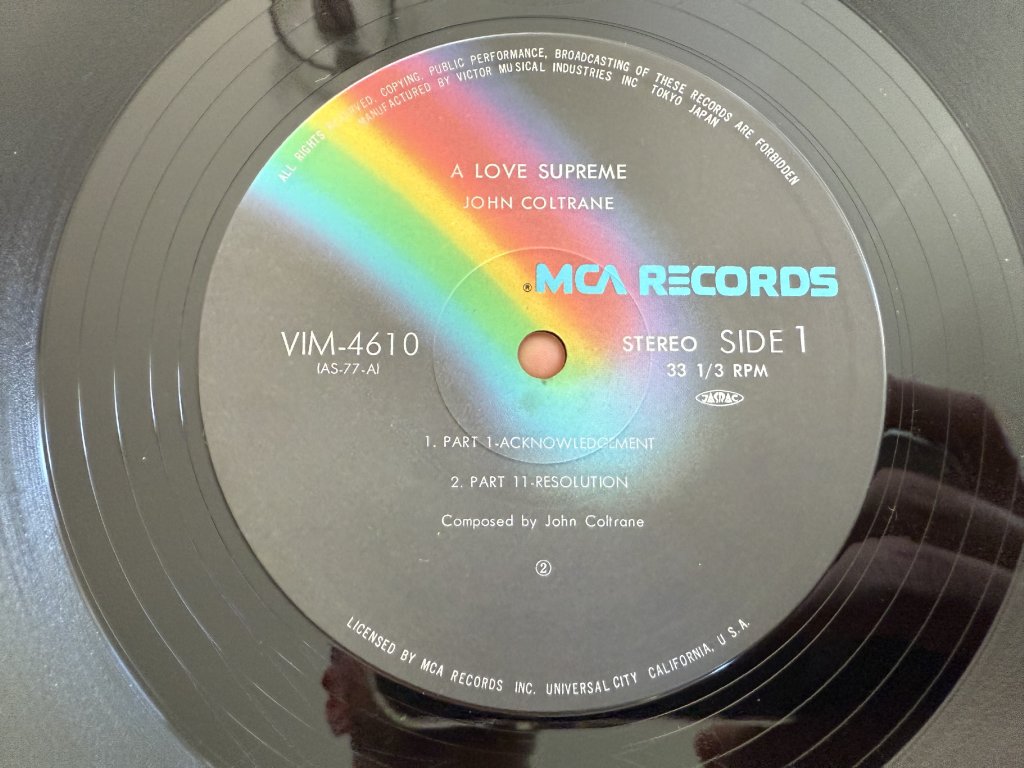 ALL RIGHTS RESERVED. COPYING, PUBLIC PERFORMANCE, BROADCASTING OF THESE RECORDS ARE FORBIDDEN
MANUFACTURED BY VICTOR MUSICAL INDUSTRIES INC TOKYO JAPAN
A LOVE SUPREME
JOHN COLTRANE
® MCA RECORDS
VIM-4610
(AS-77-A)
STEREO SIDE 1
33 1/3 RPM
JASRAC
1. PART 1-ACKNOWLEDGEMENT
2. PART 11-RESOLUTION
Composed by John Coltrane
②
LICENSED BY MCA RECORDS INC. UNIVERSAL CITY CALIFORNIA, U S.A.